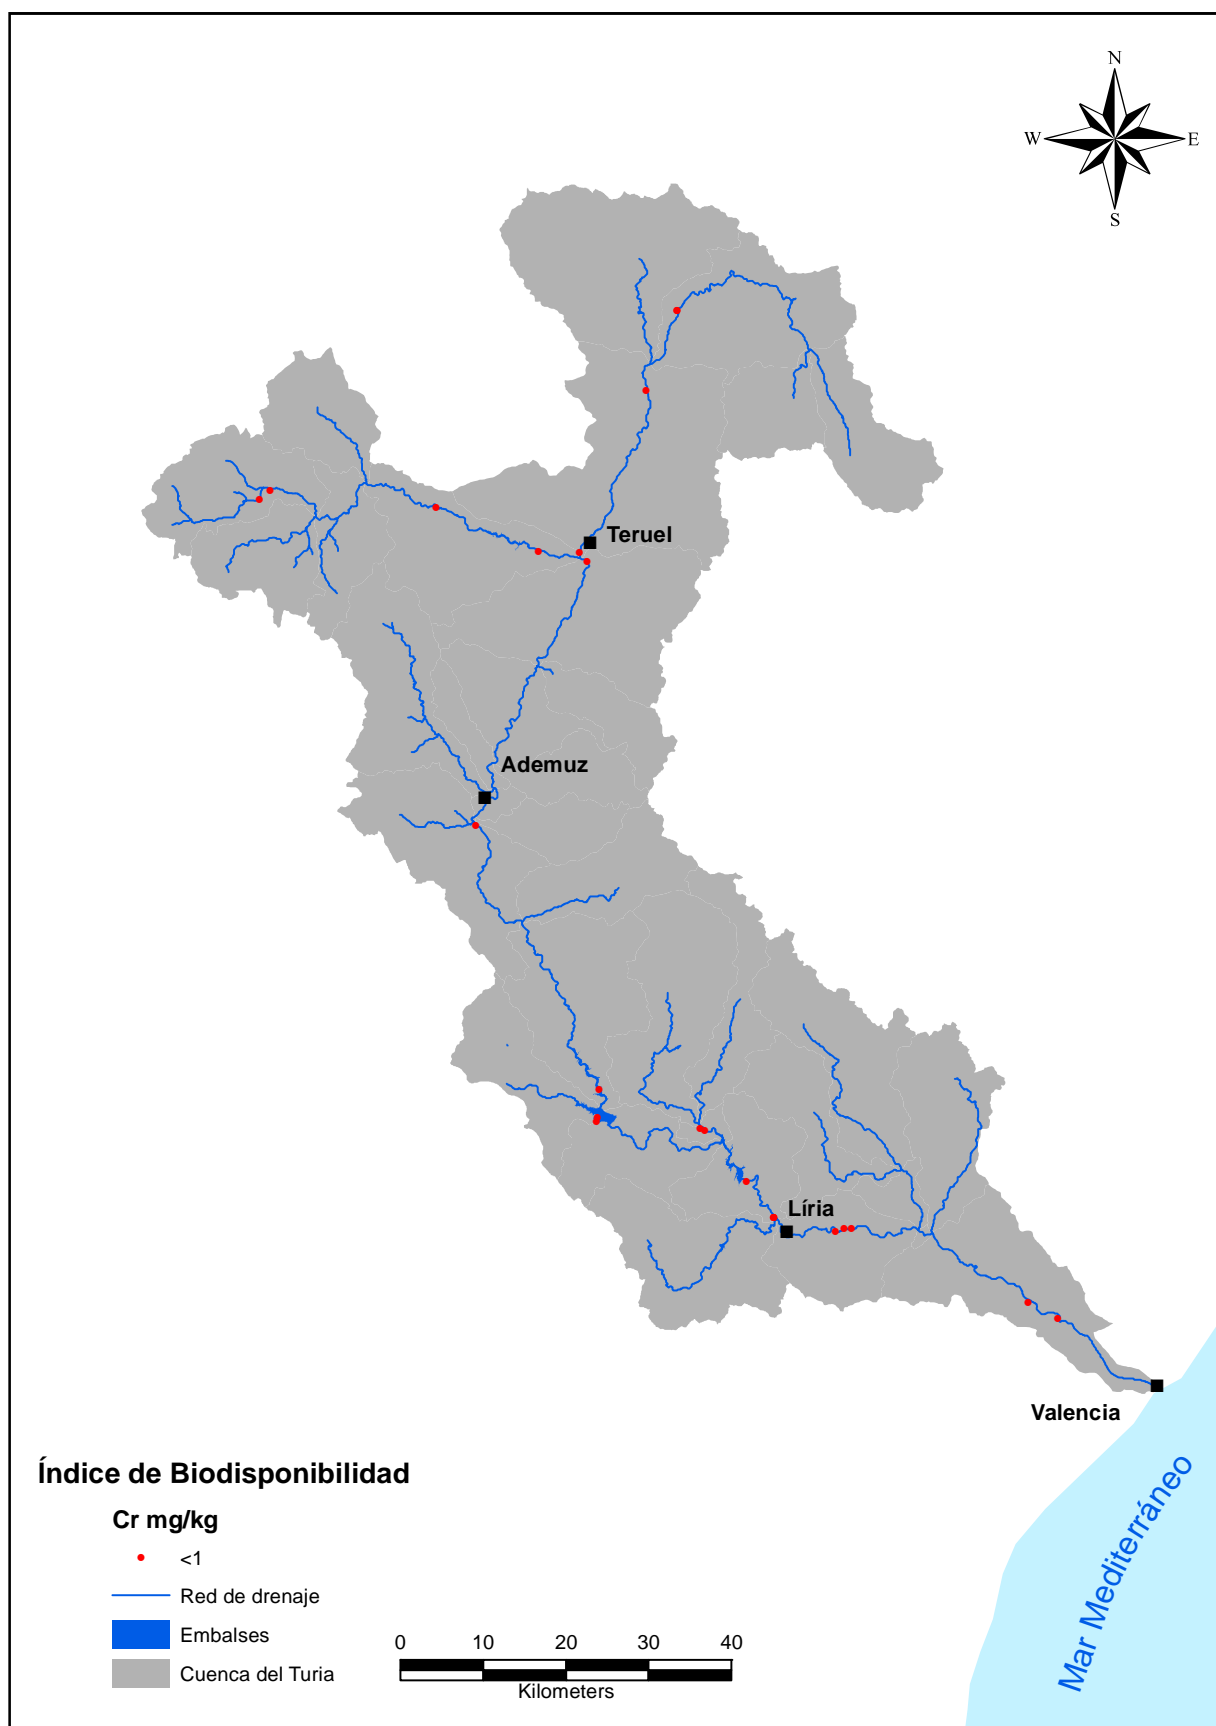 N
W
E
S
Teruel
Ademuz
Líria
Valencia
Mar Mediterráneo
Índice de Biodisponibilidad
Cr mg/kg
<1
Red de drenaje
Embalses
Cuenca del Turia
0 10 20 30 40
Kilometers